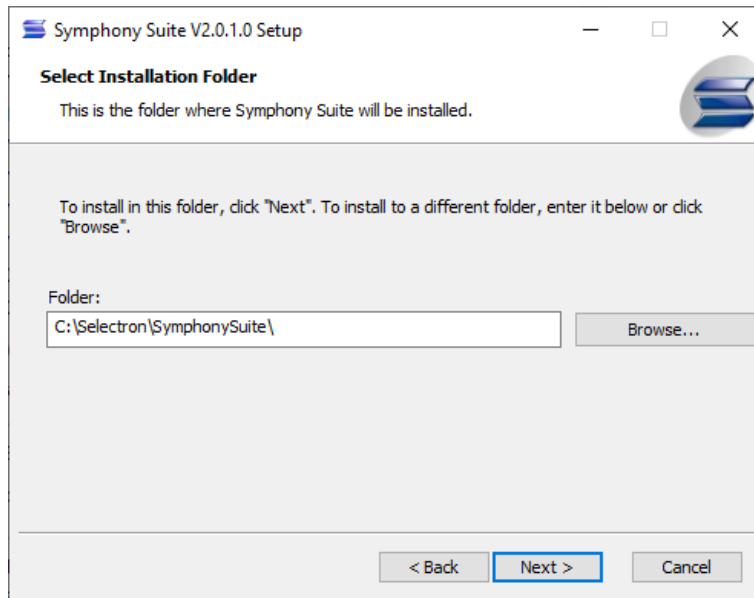 Symphony Suite V2.0.1.0 Setup
Select Installation Folder
This is the folder where Symphony Suite will be installed.
To install in this folder, click "Next". To install to a different folder, enter it below or click
"Browse".
Folder:
C:\Selectron\SymphonySuite\
Browse...
< Back
Next >
Cancel